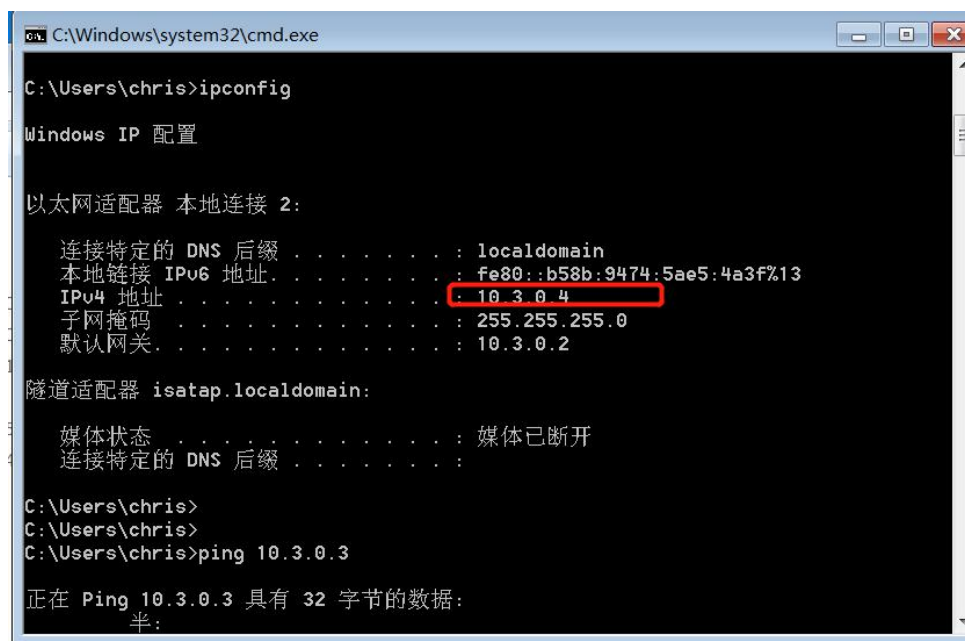 C:\Windows\system32\cmd.exe
C:\Users\chris>ipconfig
Windows IP 配置
以太网适配器 本地连接 2:
连接特定的 DNS 后缀 . . . . . . . : localdomain
本地链接 IPv6 地址. . . . . . . . : fe80::b58b:9474:5ae5:4a3f%13
IPv4 地址 . . . . . . . . . . . . : 10.3.0.4
子网掩码 . . . . . . . . . . . . : 255.255.255.0
默认网关. . . . . . . . . . . . . : 10.3.0.2
隧道适配器 isatap.localdomain:
媒体状态 . . . . . . . . . . . . : 媒体已断开
连接特定的 DNS 后缀 . . . . . . . :
C:\Users\chris>
C:\Users\chris>
C:\Users\chris>ping 10.3.0.3
正在 Ping 10.3.0.3 具有 32 字节的数据:
半: